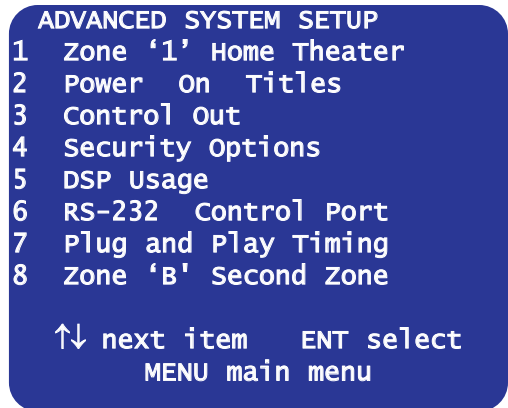 ADVANCED SYSTEM SETUP
1 Zone ‘1’ Home Theater
2 Power On Titles
3 Control Out
4 Security Options
5 DSP Usage
6 RS-232 Control Port
7 Plug and Play Timing
8 Zone ‘B' Second Zone
↑↓ next item ENT select
MENU main menu